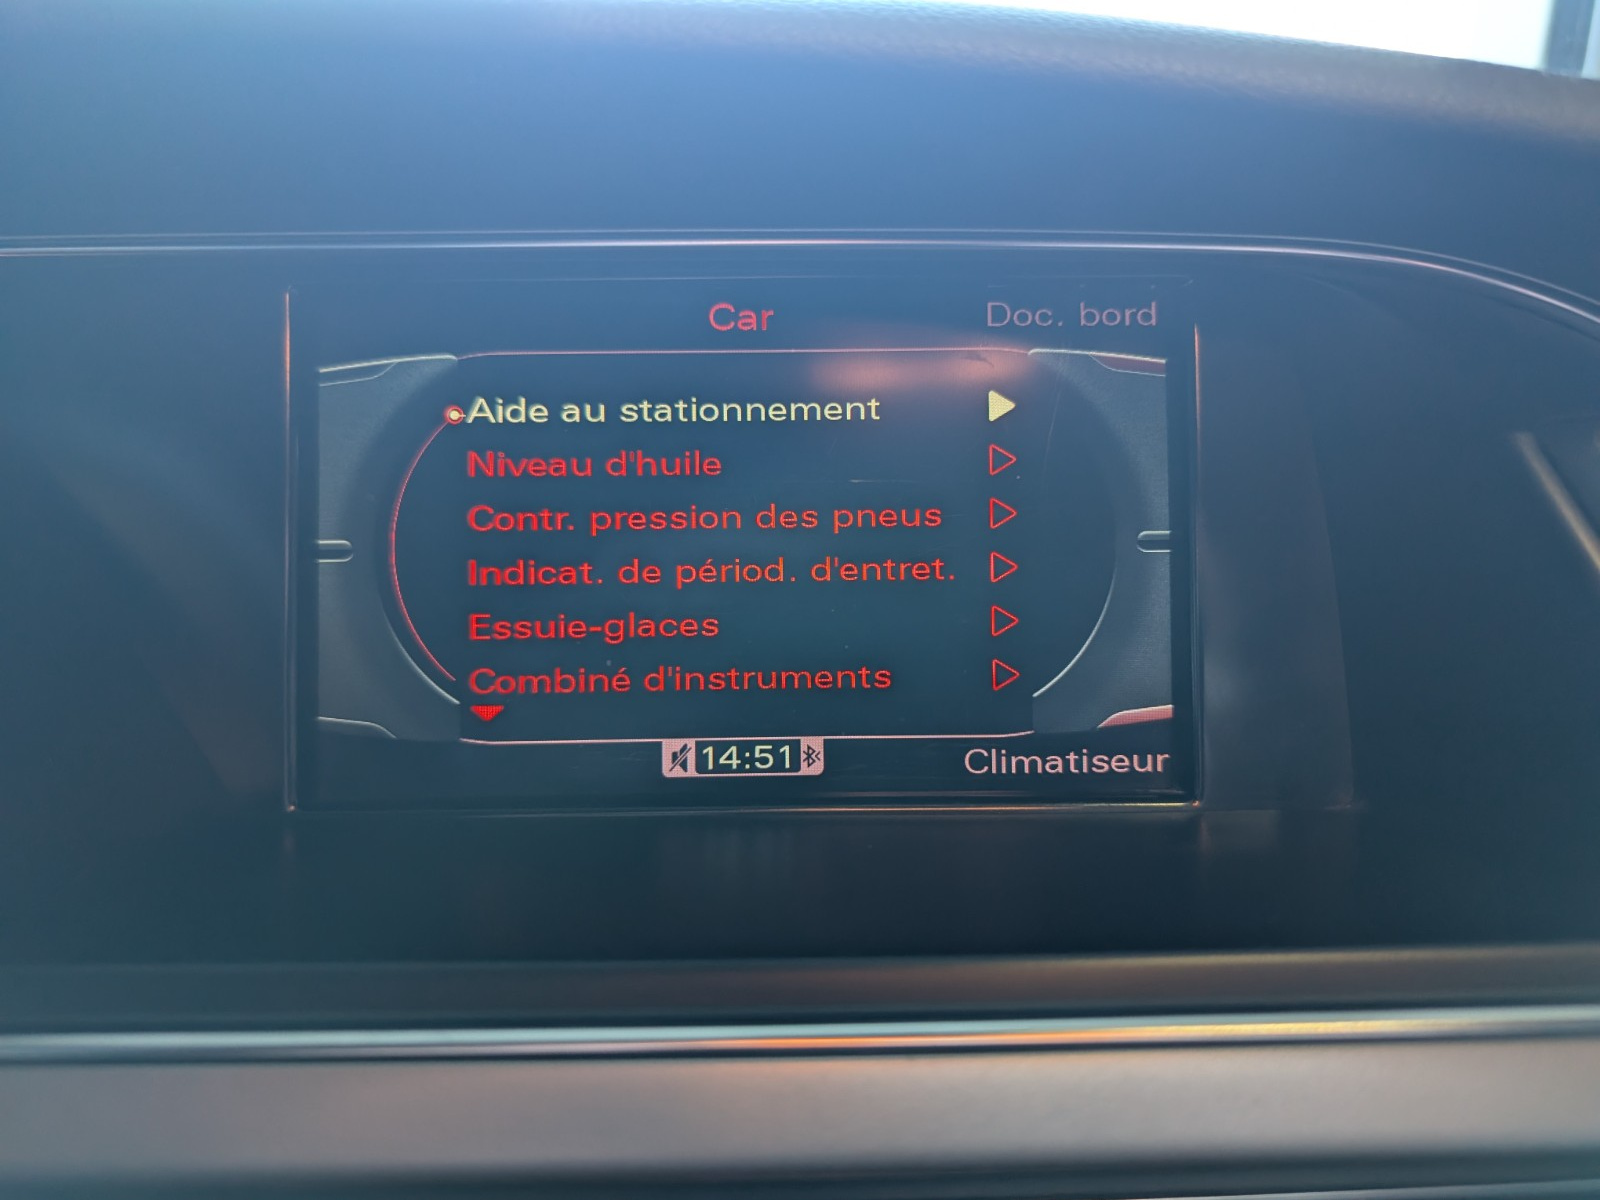 Car
Doc. bord
Aide au stationnement
Niveau d'huile
Contr. pression des pneus
Indicat. de périod. d'entret.
Essuie-glaces
Combiné d'instruments
14:51
Climatiseur